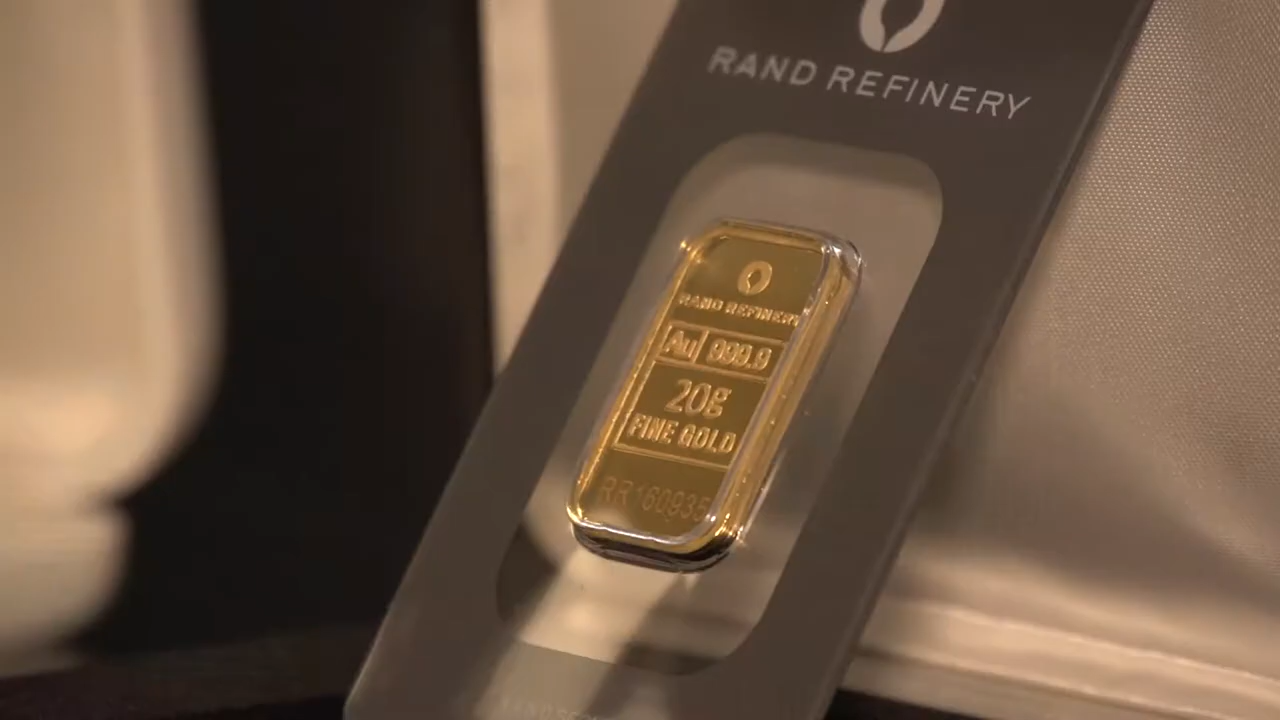 RAND REFINERY
RAND REFINERY
Au 999.9
20g
FINE GOLD
RR160935